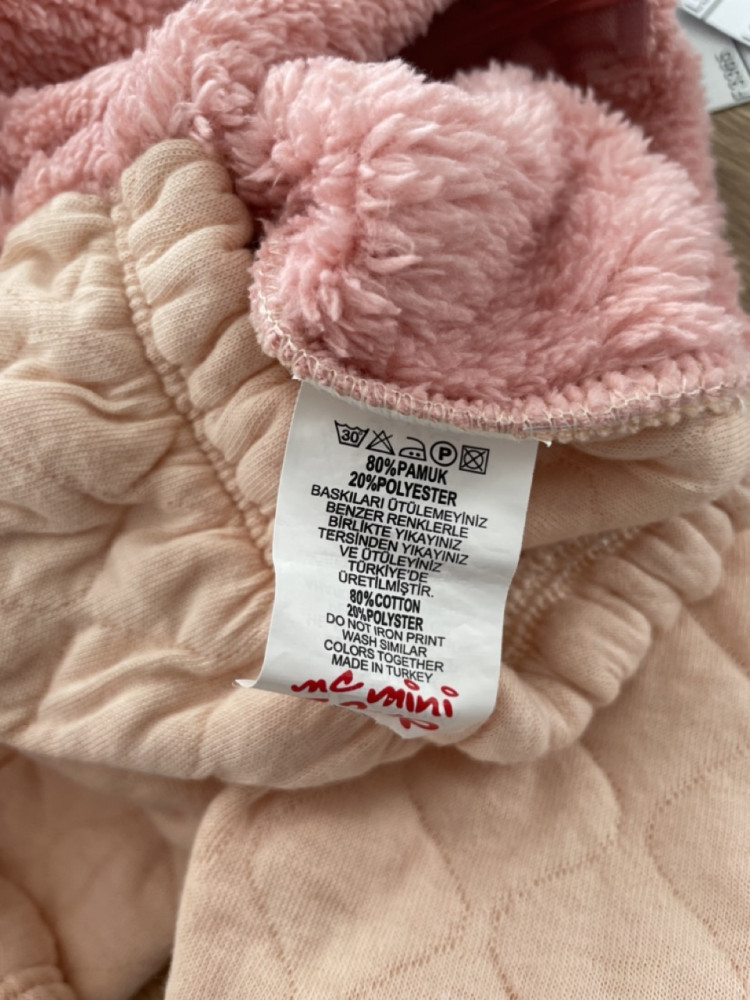 30 P
80%PAMUK
20%POLYESTER
BASKILARI ÜTÜLEMEYİNİZ
BENZER RENKLERLE
BİRLİKTE YIKAYINIZ
TERSİNDEN YIKAYINIZ
VE ÜTÜLEYİNİZ
TÜRKİYE'DE
ÜRETİLMİŞTİR.
80%COTTON
20%POLYSTER
DO NOT IRON PRINT
WASH SIMILAR
COLORS TOGETHER
MADE IN TURKEY
mini